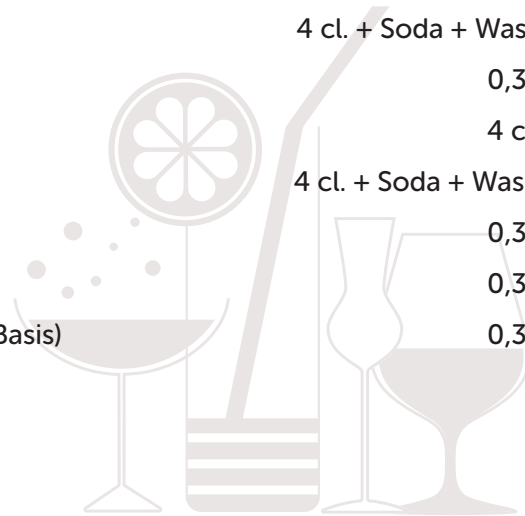 4 cl. + Soda + Was
0,3
4 c
4 cl. + Soda + Was
0,3
0,3
Basis) 0,3